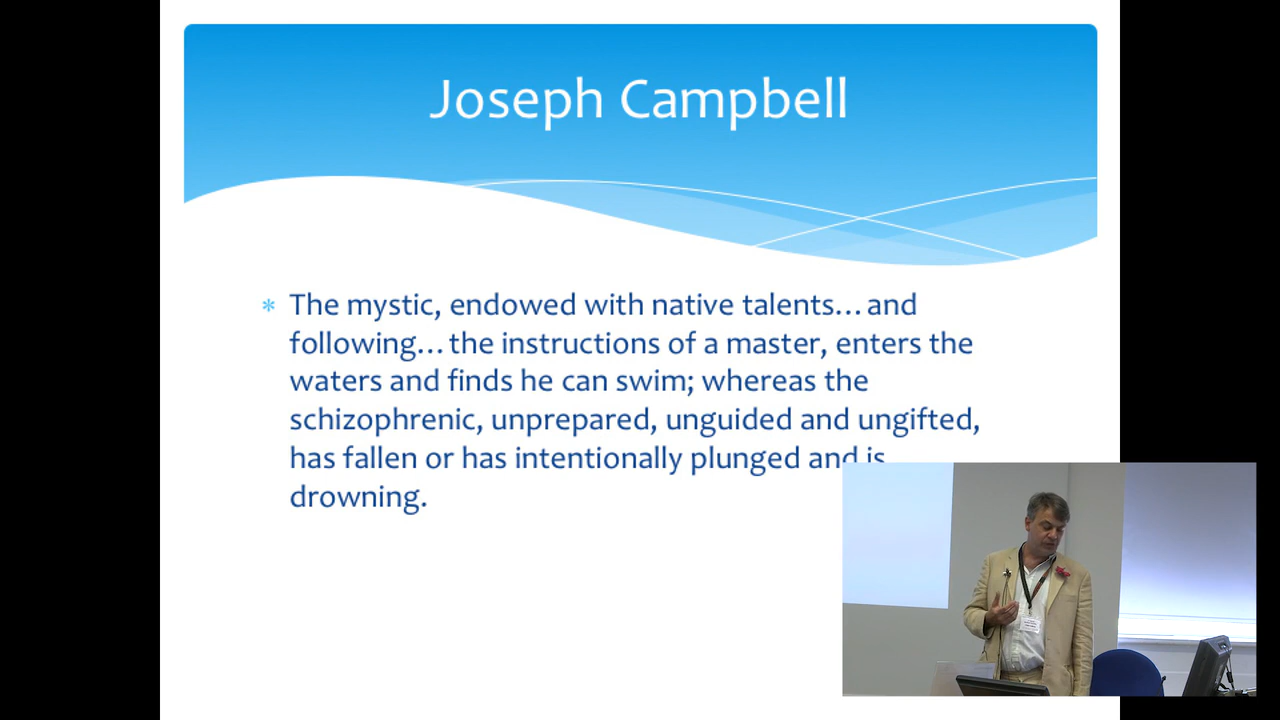 Joseph Campbell
* The mystic, endowed with native talents…and
following…the instructions of a master, enters the
waters and finds he can swim; whereas the
schizophrenic, unprepared, unguided and ungifted,
has fallen or has intentionally plunged and is
drowning.